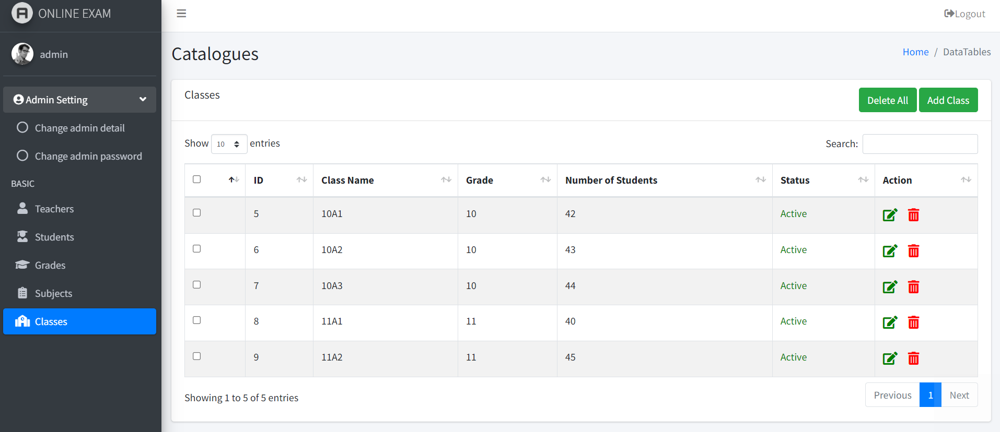 ONLINE EXAM
Logout
admin
Catalogues
Home / DataTables
Admin Setting
Change admin detail
Change admin password
BASIC
Teachers
Students
Grades
Subjects
Classes
Classes
Delete All Add Class
Show 10 entries
Search:
ID Class Name Grade Number of Students Status Action
5 10A1 10 42 Active
6 10A2 10 43 Active
7 10A3 10 44 Active
8 11A1 11 40 Active
9 11A2 11 45 Active
Showing 1 to 5 of 5 entries
Previous 1 Next